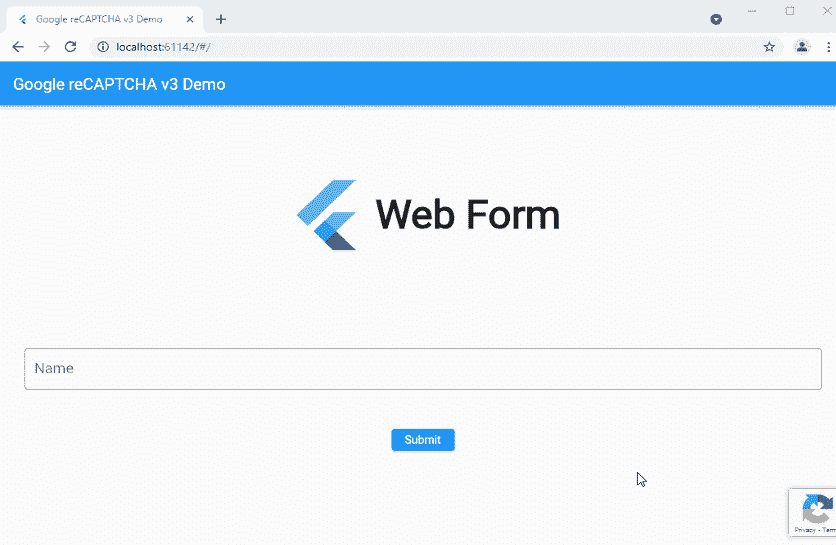 Google reCAPTCHA v3 Demo
localhost:61142/#/
Google reCAPTCHA v3 Demo
Web Form
Name
Submit
Privacy - Term